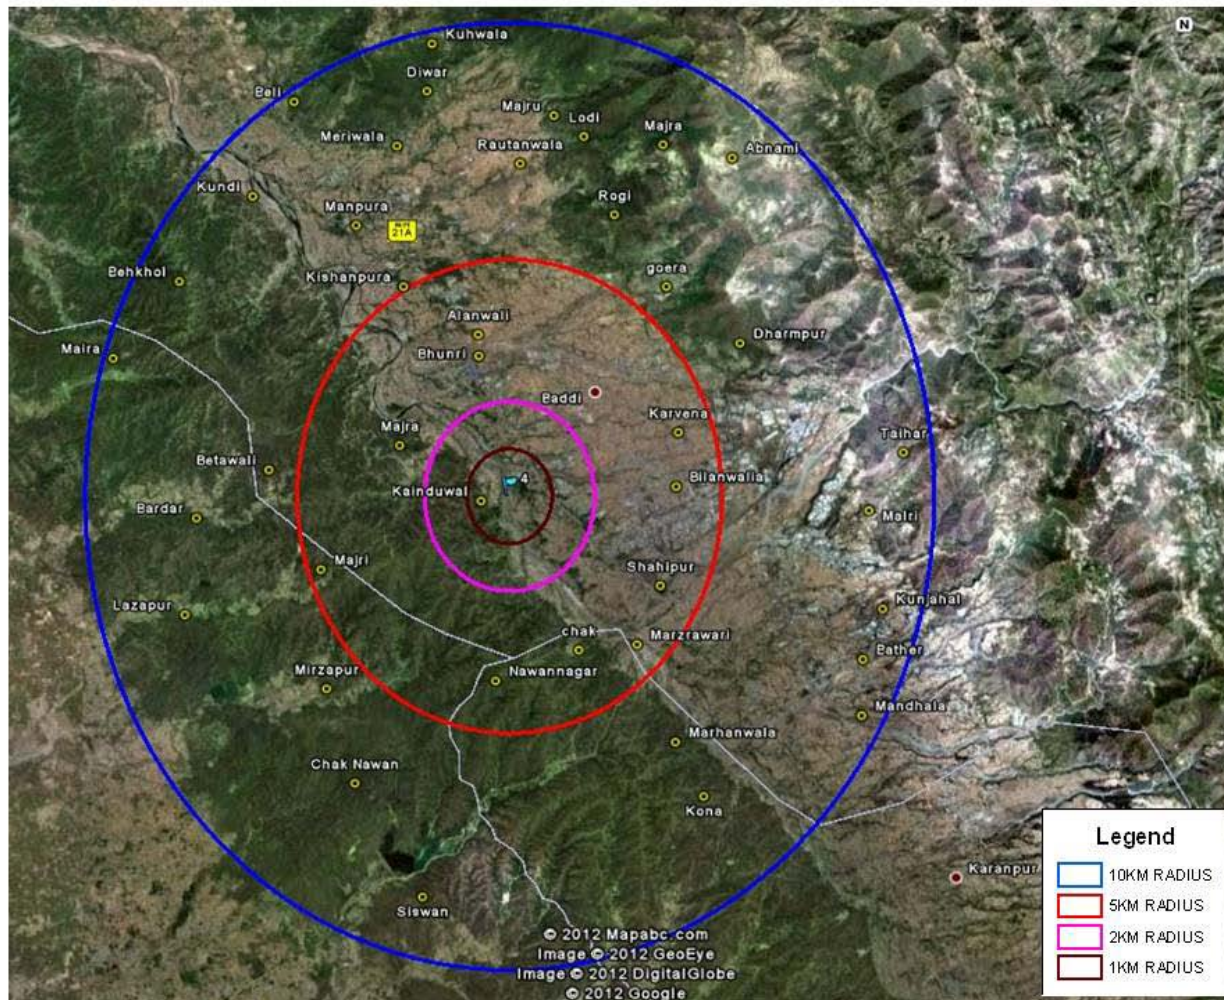 N
Kuhwala
Diwar
Beli
Majru
Lodi
Majra
Meriwala
Rautanwala
Abnami
Kundi
Rogi
Manpura
21A
Behkhol
Kishanpura
goera
Alanwali
Dharmpur
Bhunri
Maira
Baddi
Karvena
Majra
Taihar
Betawali
4
Bilanwalia
Kainduwal
Bardar
Malri
Majri
Shahipur
Lazapur
Kunjahal
chak
Marzrawari
Bather
Mirzapur
Nawannagar
Mandhala
Marhanwala
Chak Nawan
Kona
Karanpur
Siswan
© 2012 Mapabc.com
Image © 2012 GeoEye
Image © 2012 DigitalGlobe
© 2012 Google
Legend
10KM RADIUS
5KM RADIUS
2KM RADIUS
1KM RADIUS